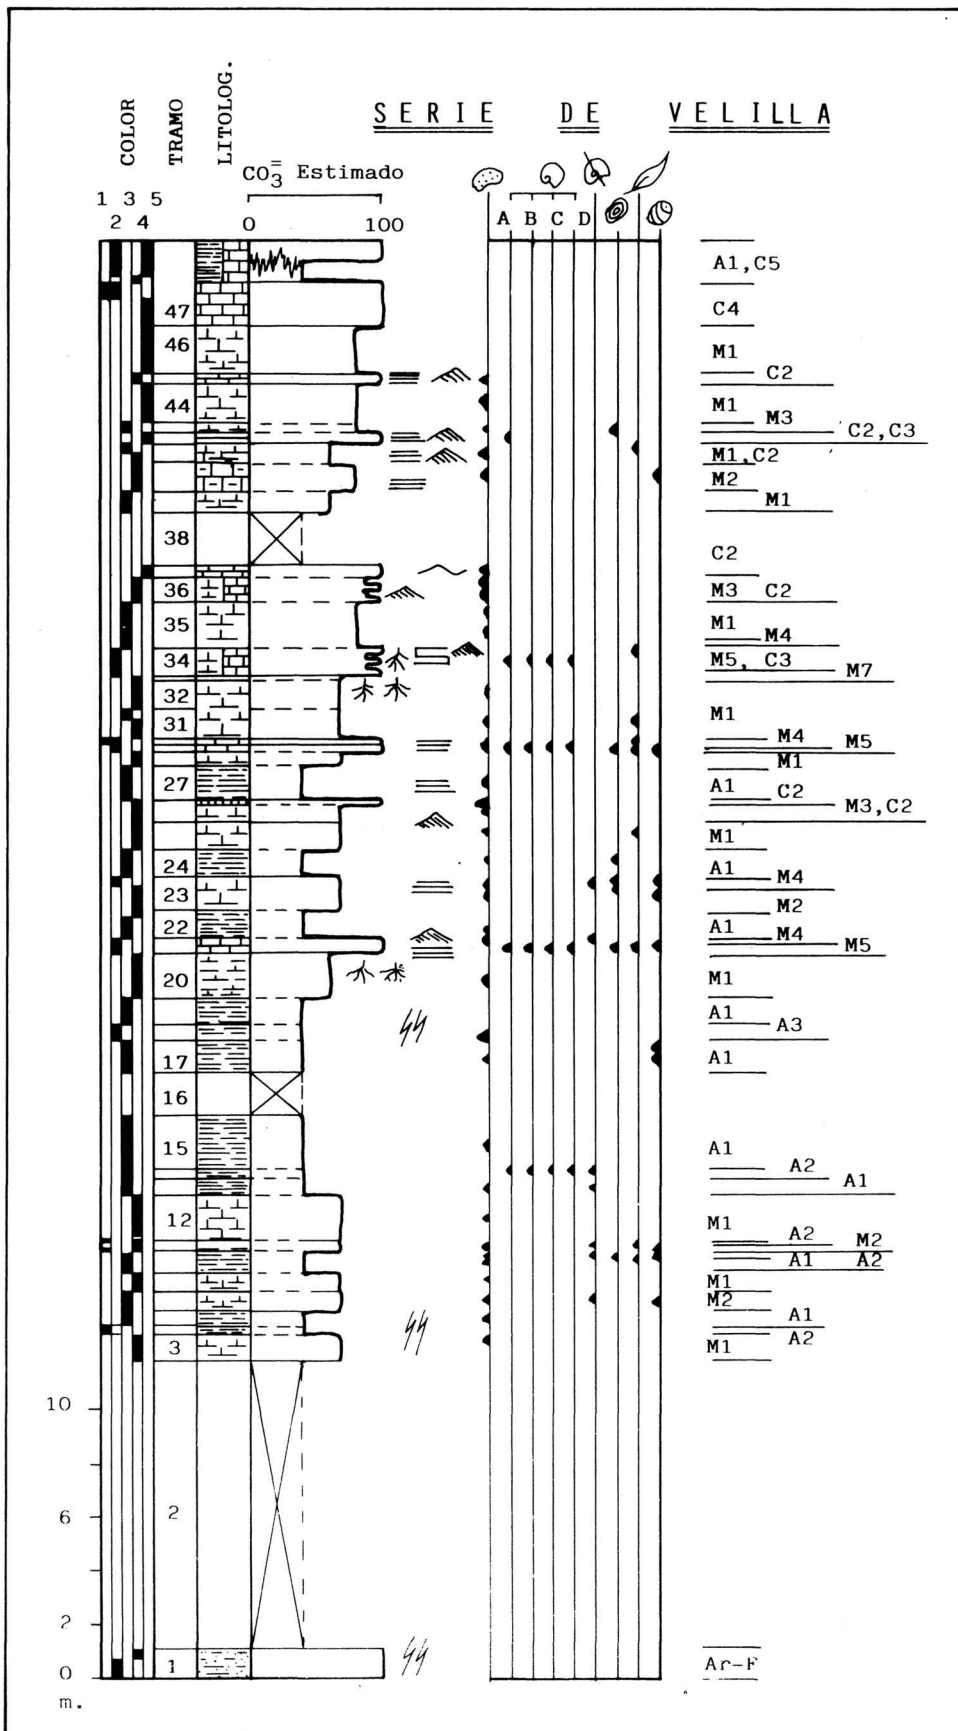 SERIE DE VELILLA
COLOR
TRAMO
LITOLOG.
CO3= Estimado
1 3 5
2 4
0 100
A B C D
A1,C5
47 C4
46 M1
C2
44 M1
M3
C2,C3
M1,C2
M2
M1
38
C2
36 M3 C2
35 M1
M4
34 M5, C3
M7
32
31 M1
M4
M5
M1
27 A1
C2
M3,C2
M1
24 A1
M4
23
M2
22 A1
M4
M5
20 M1
A1
A3
17 A1
16
15 A1
A2
A1
12 M1
A2
M2
A1 A2
M1
M2
A1
A2
3 M1
10
2
6
2
1 Ar-F
0
m.